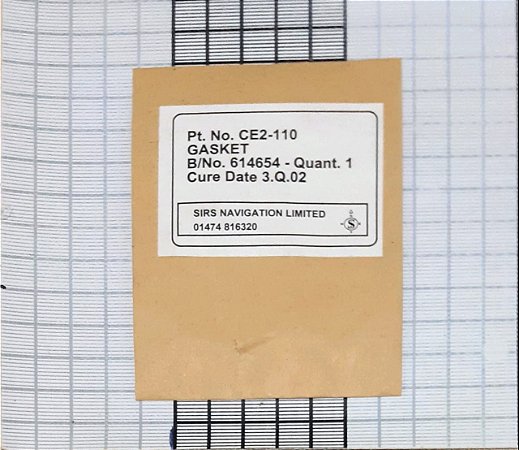 Pt. No. CE2-110
GASKET
B/No. 614654 - Quant. 1
Cure Date 3.Q.02
SIRS NAVIGATION LIMITED
01474 816320
S